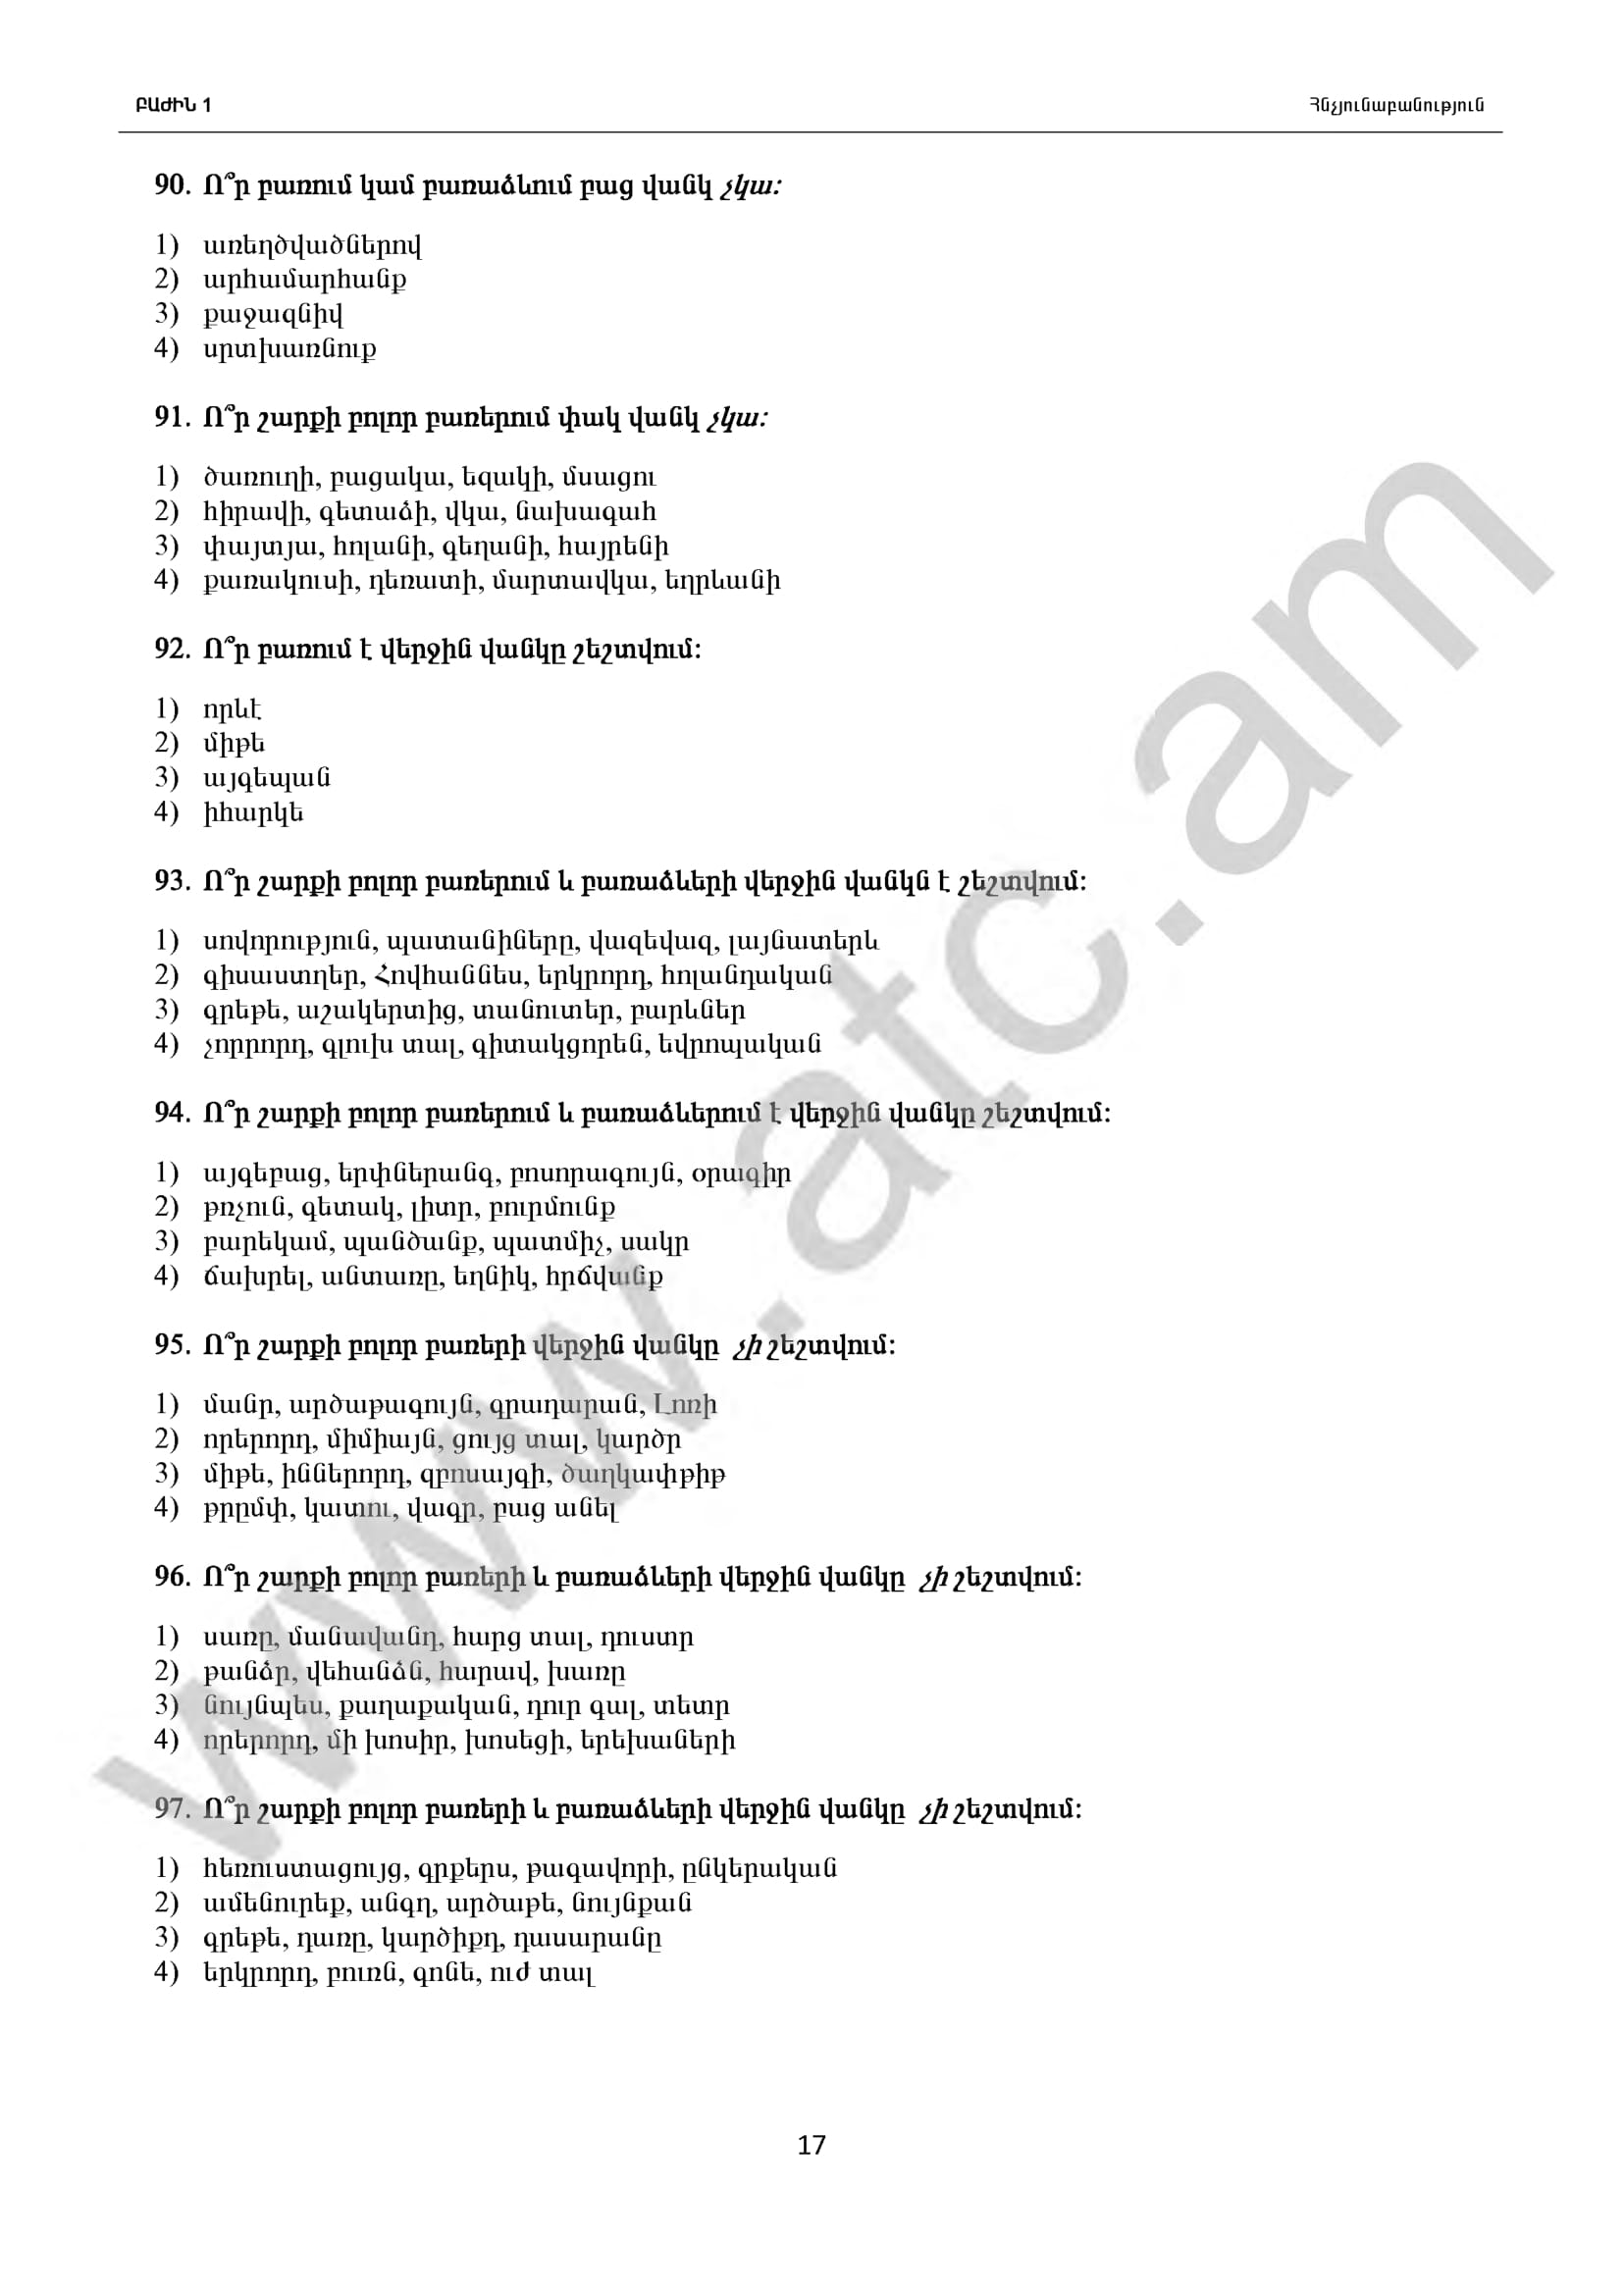 ԲԱԺԻՆ 1
Հնչյունաբանություն
90. Ո՞ր բառում կամ բառաձևում բաց վանկ չկա:
1) առեղծվածներով
2) արհամարհանք
3) քաջազնիվ
4) սրտխառնուք
91. Ո՞ր շարքի բոլոր բառերում փակ վանկ չկա:
1) ծառուղի, բացակա, եզակի, մսացու
2) հիրավի, գետաձի, վկա, նախագահ
3) փայտյա, հոլանի, գեղանի, հայրենի
4) քառակուսի, դեռատի, մարտավկա, եղրևանի
92. Ո՞ր բառում է վերջին վանկը շեշտվում:
1) որևէ
2) միթե
3) այգեպան
4) իհարկե
93. Ո՞ր շարքի բոլոր բառերում և բառաձևերի վերջին վանկն է շեշտվում:
1) սովորություն, պատանիները, վազեվազ, լայնատերև
2) գիսաստղեր, Հովհաննես, երկրորդ, հոլանդական
3) գրեթե, աշակերտից, տանուտեր, բարևներ
4) չորրորդ, գլուխ տալ, գիտակցորեն, եվրոպական
94. Ո՞ր շարքի բոլոր բառերում և բառաձևերում է վերջին վանկը շեշտվում:
1) այգեբաց, երփներանգ, բոսորագույն, օրագիր
2) թռչուն, գետակ, լիտր, բուրմունք
3) բարեկամ, պանծանք, պատմիչ, սակր
4) ճախրել, անտառը, եղնիկ, հրճվանք
95. Ո՞ր շարքի բոլոր բառերի վերջին վանկը չի շեշտվում:
1) մանր, արծաթագույն, գրադարան, Լոռի
2) որերորդ, միմիայն, ցույց տալ, կարծր
3) միթե, իններորդ, զբոսայգի, ծաղկափթիթ
4) թրըմփ, կատու, վագր, բաց անել
96. Ո՞ր շարքի բոլոր բառերի և բառաձևերի վերջին վանկը չի շեշտվում:
1) սառը, մանավանդ, հարց տալ, դուստր
2) թանձր, վեհանձն, հարավ, խառը
3) նույնպես, քաղաքական, դուր գալ, տետր
4) որերորդ, մի խոսիր, խոսեցի, երեխաների
97. Ո՞ր շարքի բոլոր բառերի և բառաձևերի վերջին վանկը չի շեշտվում:
1) հեռուստացույց, գրքերս, թագավորի, ընկերական
2) ամենուրեք, անգղ, արծաթե, նույնքան
3) գրեթե, դառը, կարծիքդ, դասարանը
4) երկրորդ, բուռն, գոնե, ուժ տալ
17
www.atc.am